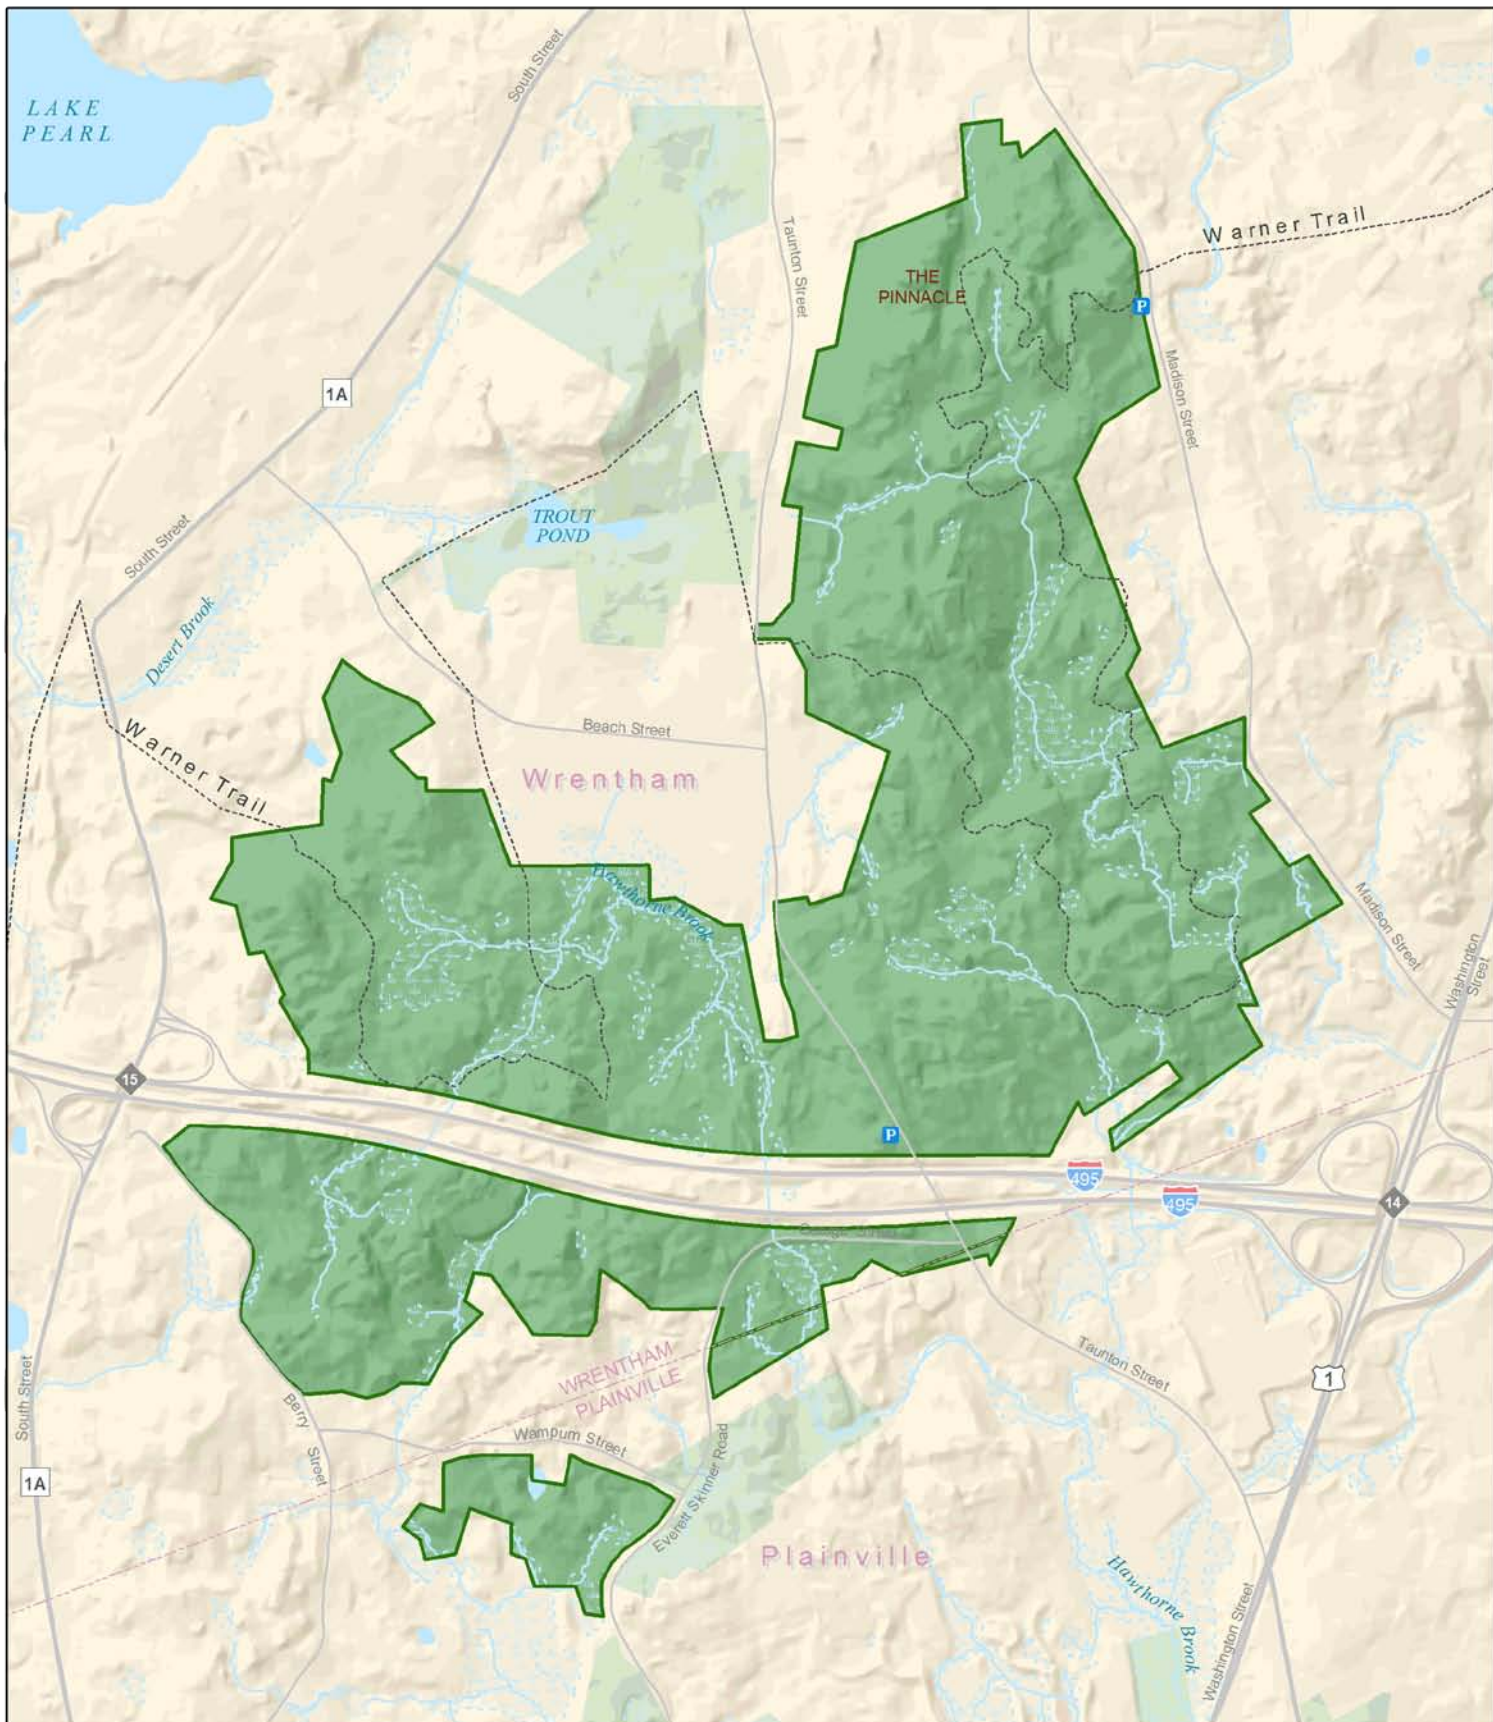 South Street
LAKE
PEARL
Warner Trail
Taunton Street
THE
PINNACLE
P
Madison Street
1A
TROUT
POND
South Street
Desert Brook
Warner Trail
Beach Street
Wrentham
Hawthorne Brook
Madison Street
Washington
Street
15
P
495
495
14
Taunton Street
1
WRENTHAM
PLAINVILLE
South Street
Berry
Street
Wampum Street
Everett Skinner Road
1A
Plainville
Hawthorne
Brook
Washington Street